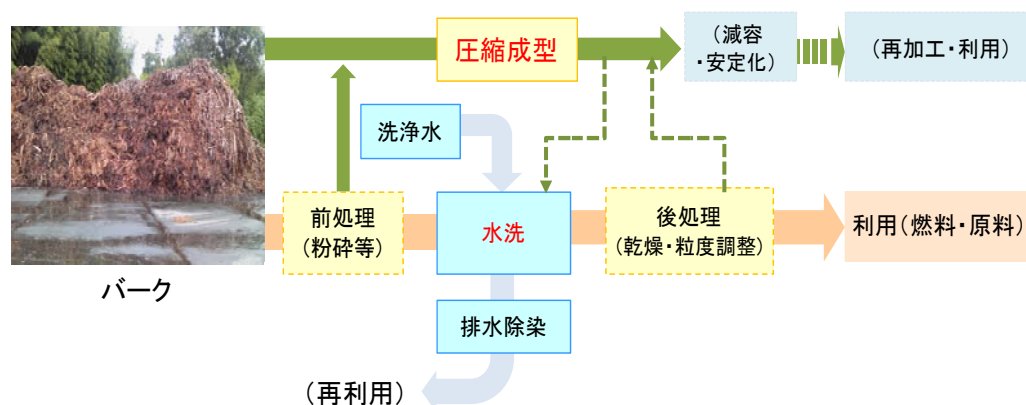 圧縮成型
（減容
・安定化）
（再加工・利用）
洗浄水
前処理
（粉砕等）
水洗
後処理
（乾燥・粒度調整）
利用（燃料・原料）
バーク
排水除染
（再利用）